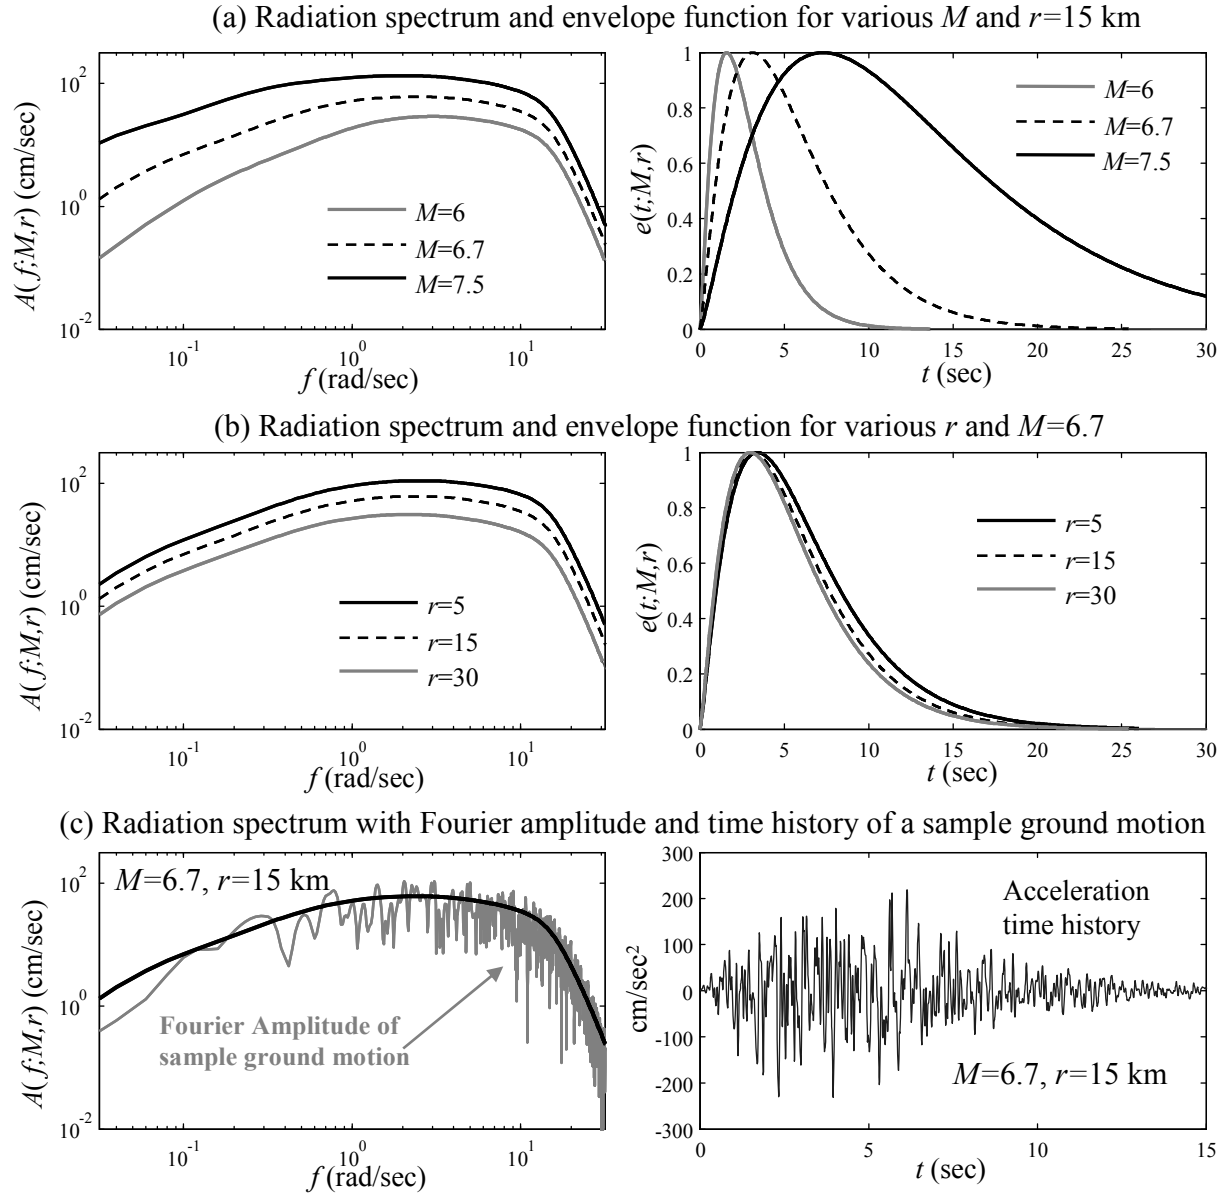 (a) Radiation spectrum and envelope function for various M and r=15 km
A(f;M,r) (cm/sec)
10^2
10^0
10^-2
M=6
M=6.7
M=7.5
10^-1
10^0
10^1
f (rad/sec)
e(t;M,r)
1
0.8
0.6
0.4
0.2
0
M=6
M=6.7
M=7.5
0
5
10
15
20
25
30
t (sec)
(b) Radiation spectrum and envelope function for various r and M=6.7
A(f;M,r) (cm/sec)
10^2
10^0
10^-2
r=5
r=15
r=30
10^-1
10^0
10^1
f (rad/sec)
e(t;M,r)
1
0.8
0.6
0.4
0.2
0
r=5
r=15
r=30
0
5
10
15
20
25
30
t (sec)
(c) Radiation spectrum with Fourier amplitude and time history of a sample ground motion
A(f;M,r) (cm/sec)
10^2
10^0
10^-2
M=6.7, r=15 km
Fourier Amplitude of
sample ground motion
10^-1
10^0
10^1
f (rad/sec)
cm/sec^2
300
200
100
0
-100
-200
-300
Acceleration
time history
M=6.7, r=15 km
0
5
10
15
t (sec)